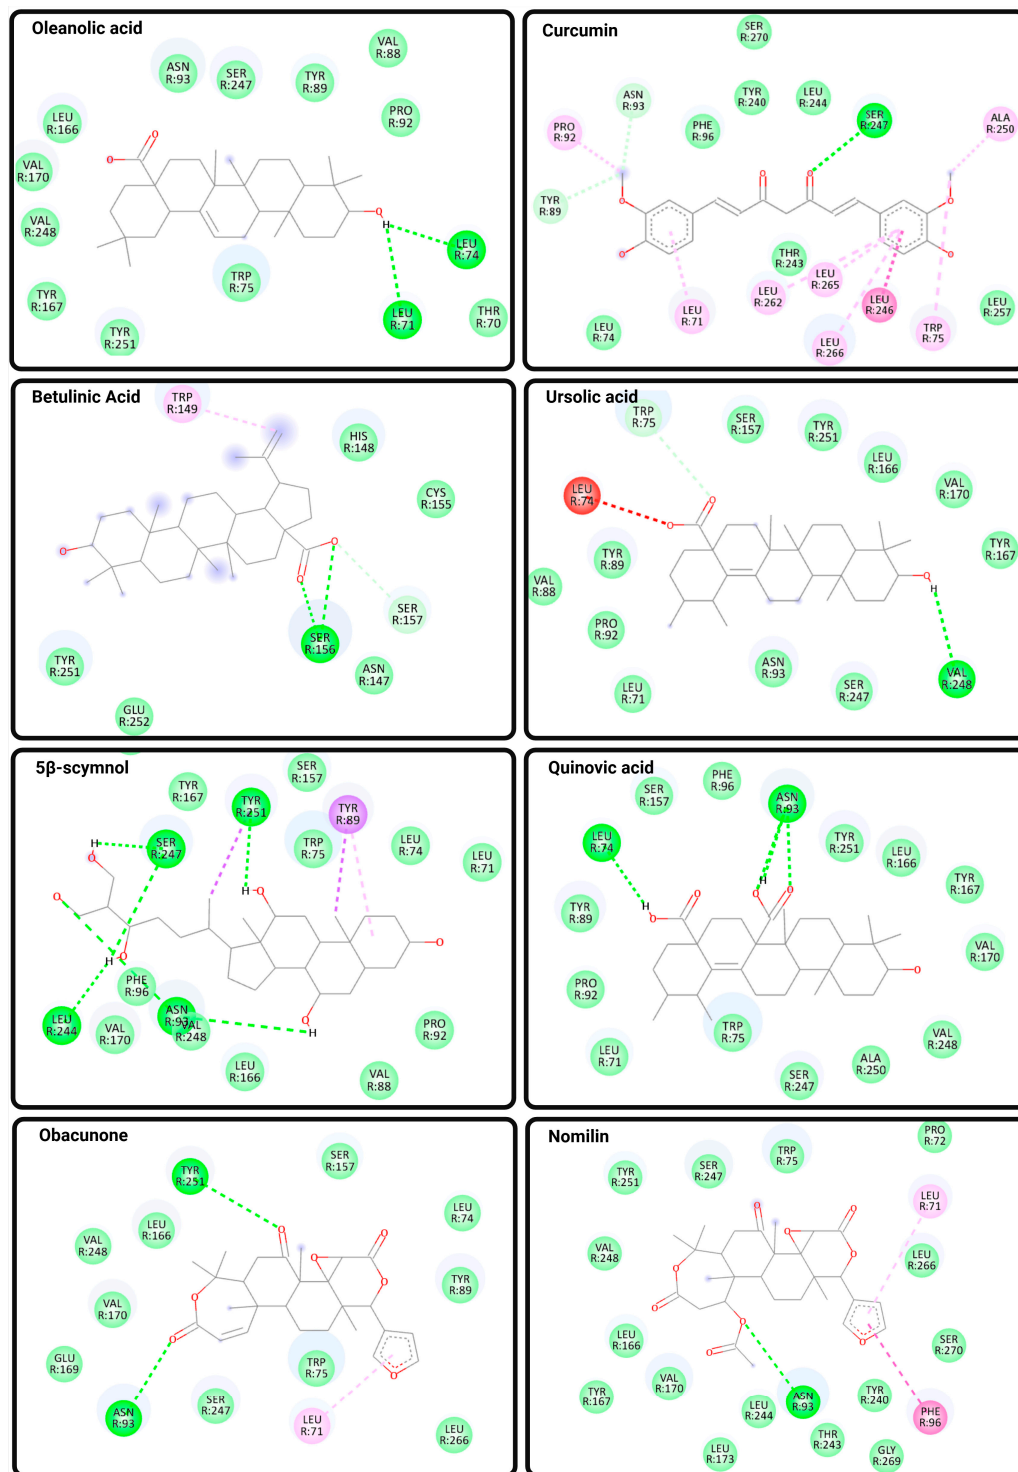 Oleanolic acid
VAL
R:88
ASN
R:93
SER
R:247
TYR
R:89
PRO
R:92
LEU
R:166
VAL
R:170
VAL
R:248
TYR
R:167
TYR
R:251
TRP
R:75
LEU
R:74
LEU
R:71
THR
R:70
O
O
O
H
Curcumin
SER
R:270
ASN
R:93
TYR
R:240
LEU
R:244
SER
R:247
ALA
R:250
PRO
R:92
PHE
R:96
TYR
R:89
THR
R:243
LEU
R:265
LEU
R:262
LEU
R:246
LEU
R:257
LEU
R:71
LEU
R:74
LEU
R:266
TRP
R:75
O
O
O
O
O
O
Betulinic Acid
TRP
R:149
HIS
R:148
CYS
R:155
SER
R:157
SER
R:156
ASN
R:147
TYR
R:251
GLU
R:252
O
O
O
Ursolic acid
TRP
R:75
SER
R:157
TYR
R:251
LEU
R:166
VAL
R:170
LEU
R:74
TYR
R:167
TYR
R:89
VAL
R:88
PRO
R:92
ASN
R:93
LEU
R:71
SER
R:247
VAL
R:248
O
O
O
H
5β-scymnol
SER
R:157
TYR
R:167
TYR
R:251
TYR
R:89
SER
R:247
TRP
R:75
LEU
R:74
LEU
R:71
PHE
R:96
LEU
R:244
VAL
R:170
ASN
R:93
VAL
R:248
LEU
R:166
PRO
R:92
VAL
R:88
H
O
O
H
O
H
O
O
O
H
Quinovic acid
PHE
R:96
SER
R:157
ASN
R:93
LEU
R:74
TYR
R:251
LEU
R:166
TYR
R:167
TYR
R:89
VAL
R:170
PRO
R:92
TRP
R:75
LEU
R:71
VAL
R:248
ALA
R:250
SER
R:247
H
O
O
H
O
O
O
Obacunone
SER
R:157
TYR
R:251
LEU
R:74
LEU
R:166
VAL
R:248
TYR
R:89
VAL
R:170
TRP
R:75
GLU
R:169
SER
R:247
ASN
R:93
LEU
R:71
LEU
R:266
O
O
O
O
O
O
O
Nomilin
PRO
R:72
TRP
R:75
SER
R:247
TYR
R:251
LEU
R:71
VAL
R:248
LEU
R:266
LEU
R:166
SER
R:270
VAL
R:170
TYR
R:167
LEU
R:244
ASN
R:93
TYR
R:240
PHE
R:96
THR
R:243
LEU
R:173
GLY
R:269
O
O
O
O
O
O
O
O
O